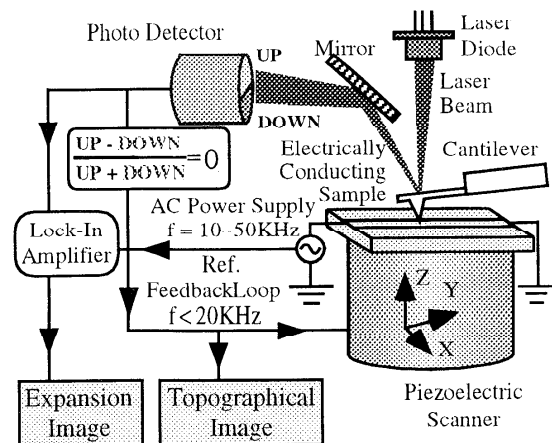 Photo Detector
UP
DOWN
Mirror
Laser
Diode
Laser
Beam
UP - DOWN
UP + DOWN
=0
Electrically
Conducting
Sample
Cantilever
Lock-In
Amplifier
AC Power Supply
f = 10-50KHz
Ref.
FeedbackLoop
f<20KHz
Z
Y
X
Expansion
Image
Topographical
Image
Piezoelectric
Scanner